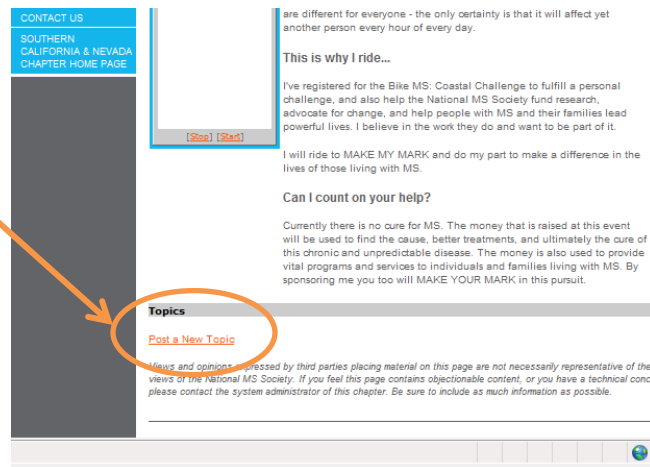 CONTACT US
SOUTHERN
CALIFORNIA & NEVADA
CHAPTER HOME PAGE
[Stop] [Start]
are different for everyone - the only certainty is that it will affect yet
another person every hour of every day.
This is why I ride...
I've registered for the Bike MS: Coastal Challenge to fulfill a personal
challenge, and also help the National MS Society fund research,
advocate for change, and help people with MS and their families lead
powerful lives. I believe in the work they do and want to be part of it.
I will ride to MAKE MY MARK and do my part to make a difference in the
lives of those living with MS.
Can I count on your help?
Currently there is no cure for MS. The money that is raised at this event
will be used to find the cause, better treatments, and ultimately the cure of
this chronic and unpredictable disease. The money is also used to provide
vital programs and services to individuals and families living with MS. By
sponsoring me you too will MAKE YOUR MARK in this pursuit.
Topics
Post a New Topic
Views and opinions expressed by third parties placing material on this page are not necessarily representative of the
views of the National MS Society. If you feel this page contains objectionable content, or you have a technical
please contact the system administrator of this chapter. Be sure to include as much information as possible.